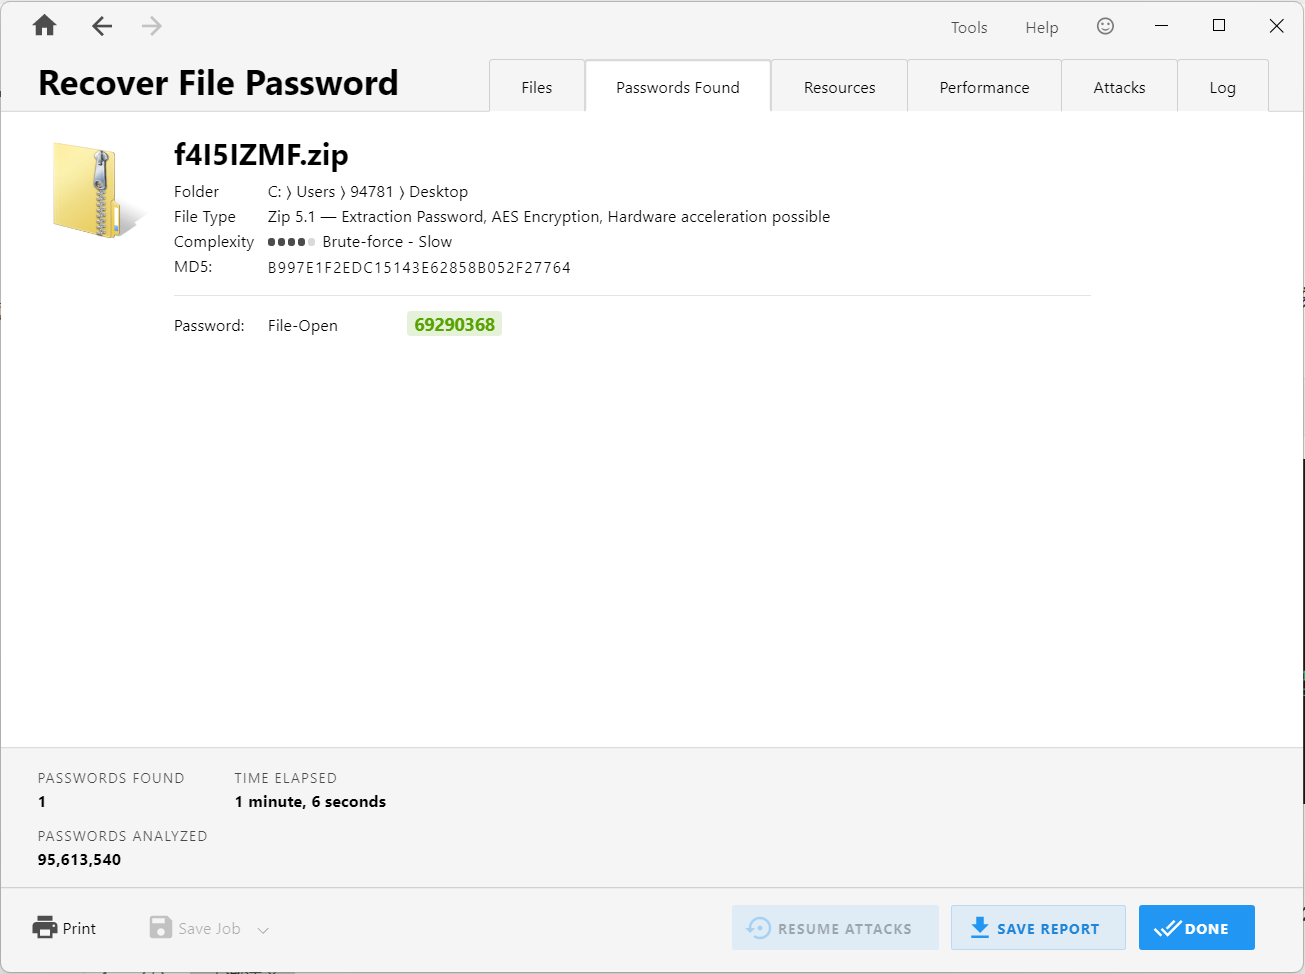 Tools Help
Recover File Password
Files Passwords Found Resources Performance Attacks Log
f4I5IZMF.zip
Folder C: ⟩ Users ⟩ 94781 ⟩ Desktop
File Type Zip 5.1 — Extraction Password, AES Encryption, Hardware acceleration possible
Complexity Brute-force - Slow
MD5: B997E1F2EDC15143E62858B052F27764
Password: File-Open 69290368
PASSWORDS FOUND TIME ELAPSED
1 1 minute, 6 seconds
PASSWORDS ANALYZED
95,613,540
Print Save Job RESUME ATTACKS SAVE REPORT DONE